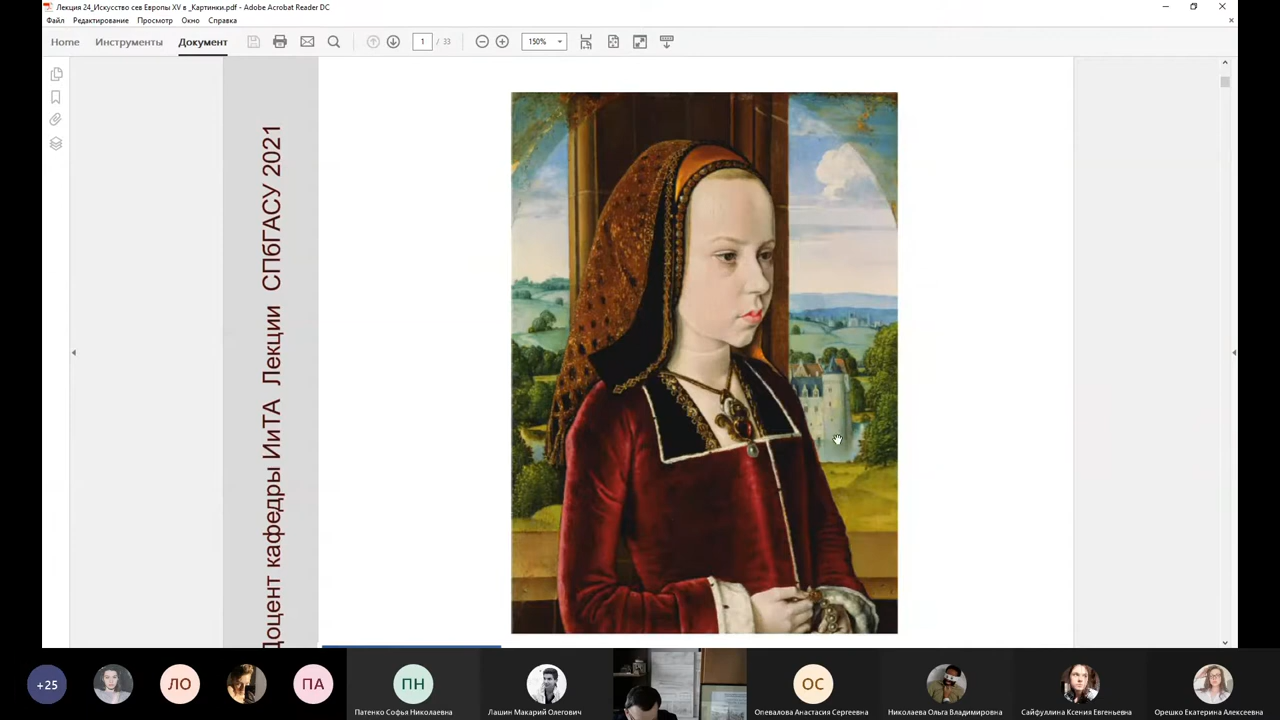 Лекция 24_Искусство сев Европы XV в _Картинки.pdf - Adobe Acrobat Reader DC
Файл Редактирование Просмотр Окно Справка
Home Инструменты Документ 1 / 33 150%
Доцент кафедры ИиТА Лекции СПбГАСУ 2021
+25 ЛО ПА ПН ОС
Патенко Софья Николаевна Лашин Макарий Олегович Опевалова Анастасия Сергеевна Николаева Ольга Владимировна Сайфуллина Ксения Евгеньевна Орешко Екатерина Алексеевна